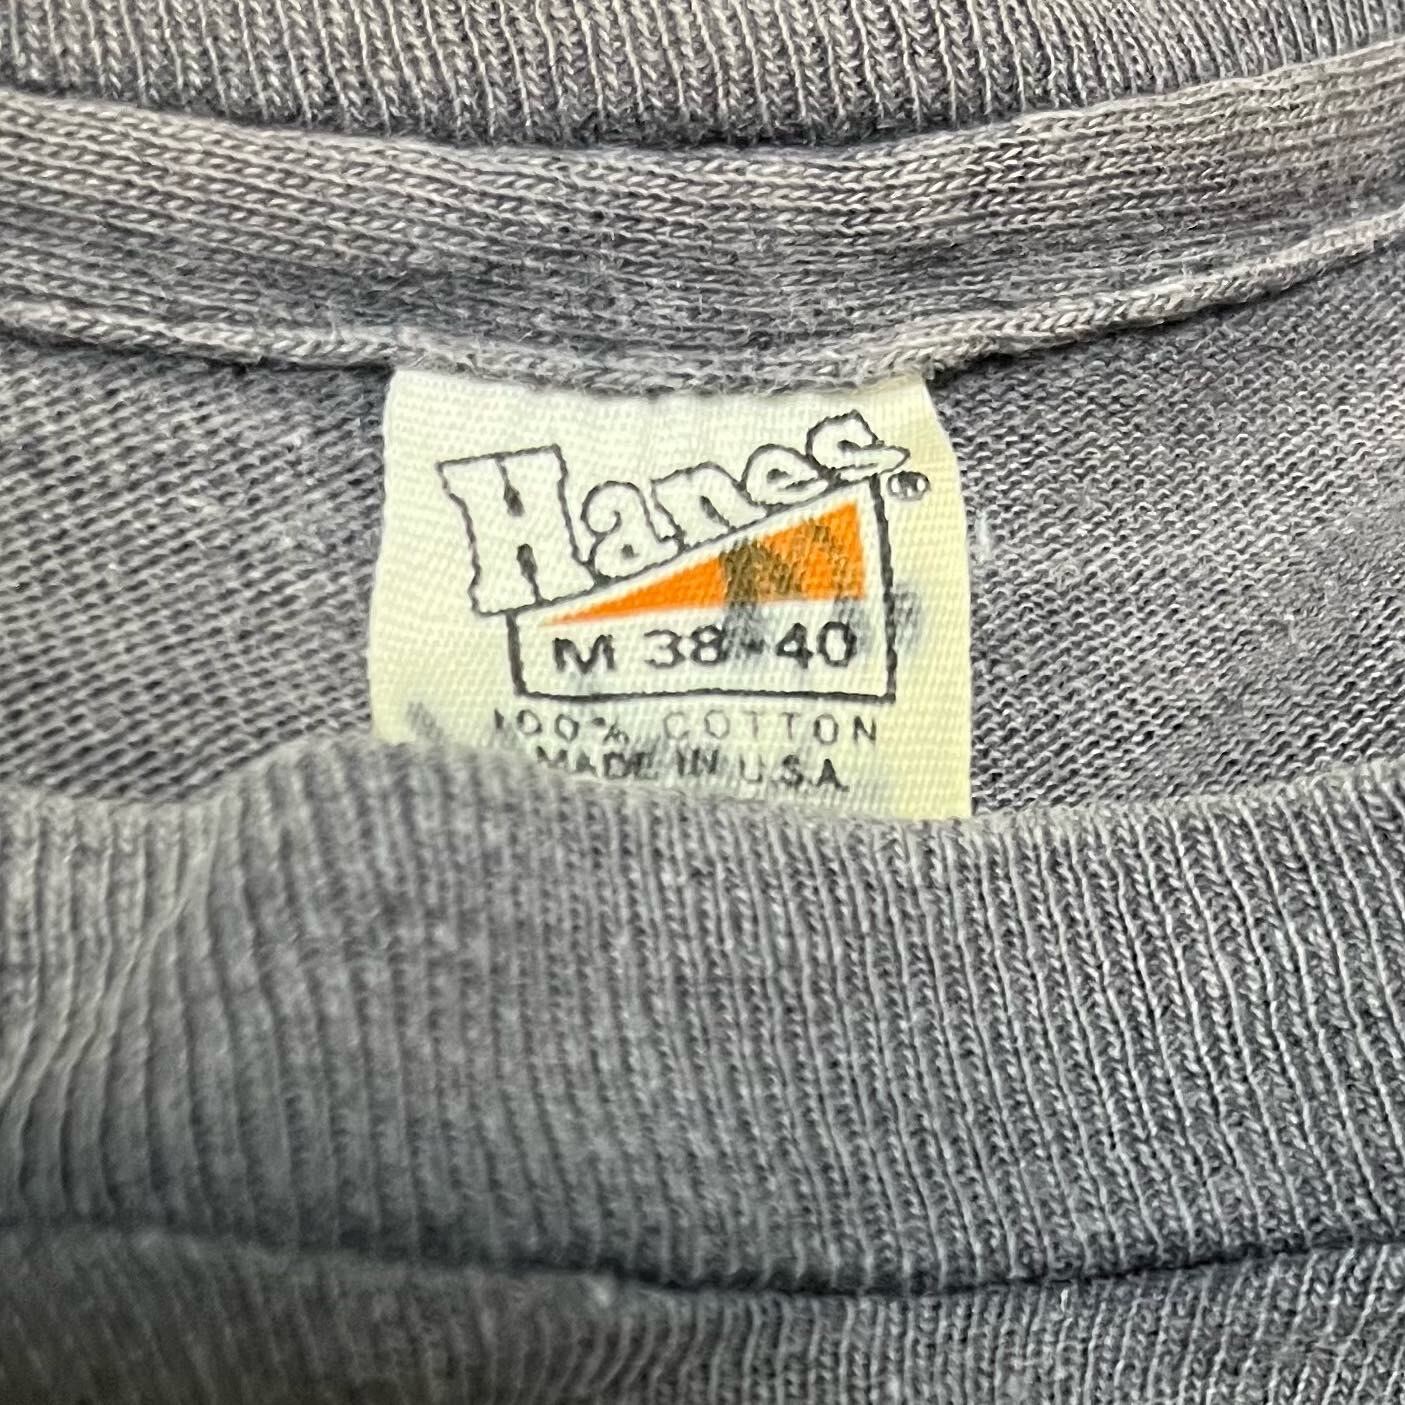 Hanes ®
M 38-40
100% COTTON
MADE IN U.S.A.